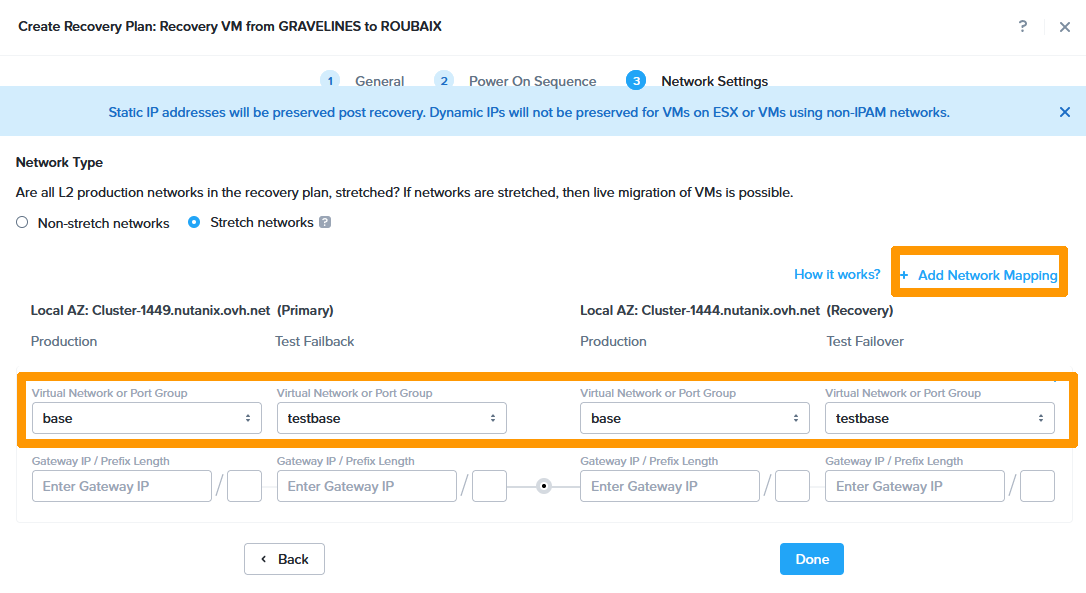 Create Recovery Plan: Recovery VM from GRAVELINES to ROUBAIX ?
1 General 2 Power On Sequence 3 Network Settings
Static IP addresses will be preserved post recovery. Dynamic IPs will not be preserved for VMs on ESX or VMs using non-IPAM networks.
Network Type
Are all L2 production networks in the recovery plan, stretched? If networks are stretched, then live migration of VMs is possible.
Non-stretch networks Stretch networks ?
How it works? + Add Network Mapping
Local AZ: Cluster-1449.nutanix.ovh.net (Primary) Local AZ: Cluster-1444.nutanix.ovh.net (Recovery)
Production Test Failback Production Test Failover
Virtual Network or Port Group Virtual Network or Port Group Virtual Network or Port Group Virtual Network or Port Group
base testbase base testbase
Gateway IP / Prefix Length Gateway IP / Prefix Length Gateway IP / Prefix Length Gateway IP / Prefix Length
Enter Gateway IP / Enter Gateway IP / Enter Gateway IP / Enter Gateway IP /
Back Done